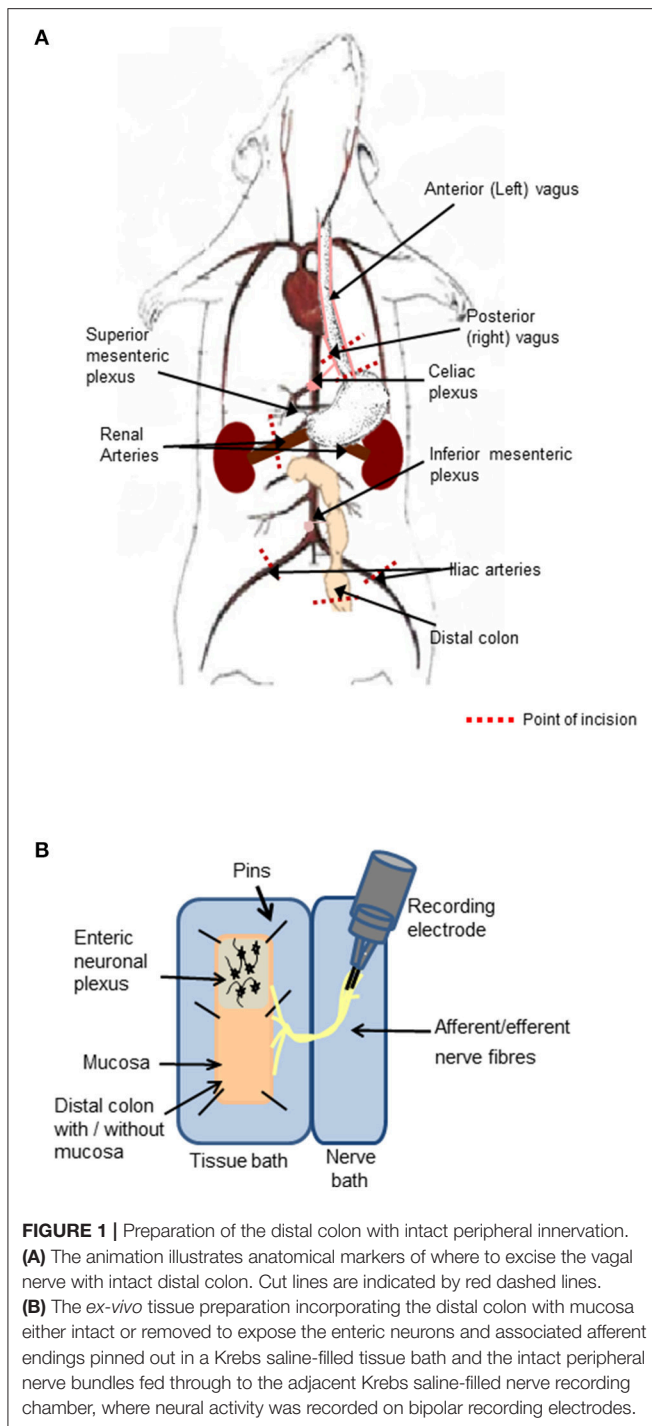 A
Anterior (Left) vagus
Posterior
(right) vagus
Superior
mesenteric
plexus
Celiac
plexus
Renal
Arteries
Inferior mesenteric
plexus
Iliac arteries
Distal colon
Point of incision
B
Pins
Recording
electrode
Enteric
neuronal
plexus
Afferent/efferent
nerve fibres
Mucosa
Distal colon
with / without
mucosa
Tissue bath
Nerve
bath
FIGURE 1 | Preparation of the distal colon with intact peripheral innervation.
(A) The animation illustrates anatomical markers of where to excise the vagal
nerve with intact distal colon. Cut lines are indicated by red dashed lines.
(B) The ex-vivo tissue preparation incorporating the distal colon with mucosa
either intact or removed to expose the enteric neurons and associated afferent
endings pinned out in a Krebs saline-filled tissue bath and the intact peripheral
nerve bundles fed through to the adjacent Krebs saline-filled nerve recording
chamber, where neural activity was recorded on bipolar recording electrodes.